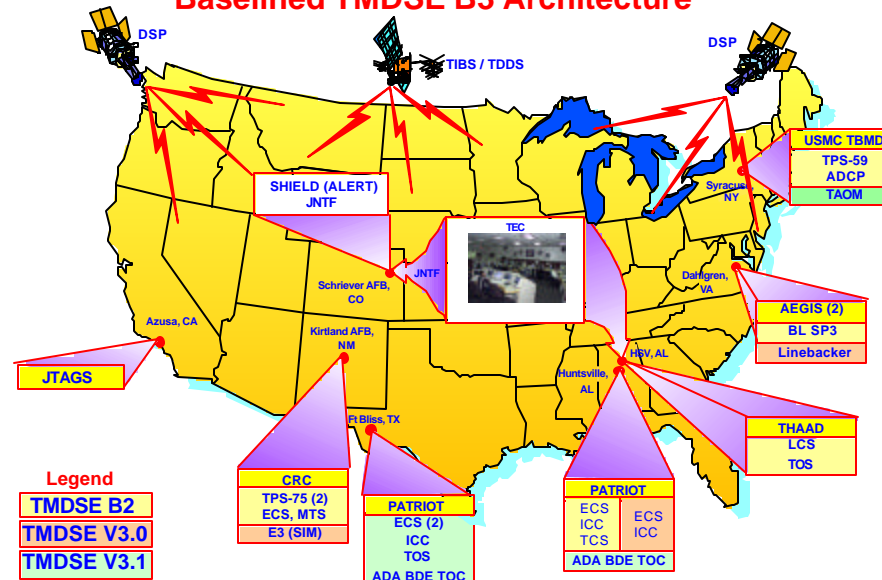 Baselined TMDSE B3 Architecture
DSP
TIBS / TDDS
DSP
USMC TBMD
TPS-59
ADCP
TAOM
Syracuse,
NY
SHIELD (ALERT)
JNTF
TEC
JNTF
Schriever AFB,
CO
Dahlgren,
VA
AEGIS (2)
BL SP3
Linebacker
Azusa, CA
JTAGS
Kirtland AFB,
NM
HSV, AL
Huntsville,
AL
Ft Bliss, TX
THAAD
LCS
TOS
CRC
TPS-75 (2)
ECS, MTS
E3 (SIM)
PATRIOT
ECS (2)
ICC
TOS
ADA BDE TOC
PATRIOT
ECS
ICC
TCS
ECS
ICC
ADA BDE TOC
Legend
TMDSE B2
TMDSE V3.0
TMDSE V3.1